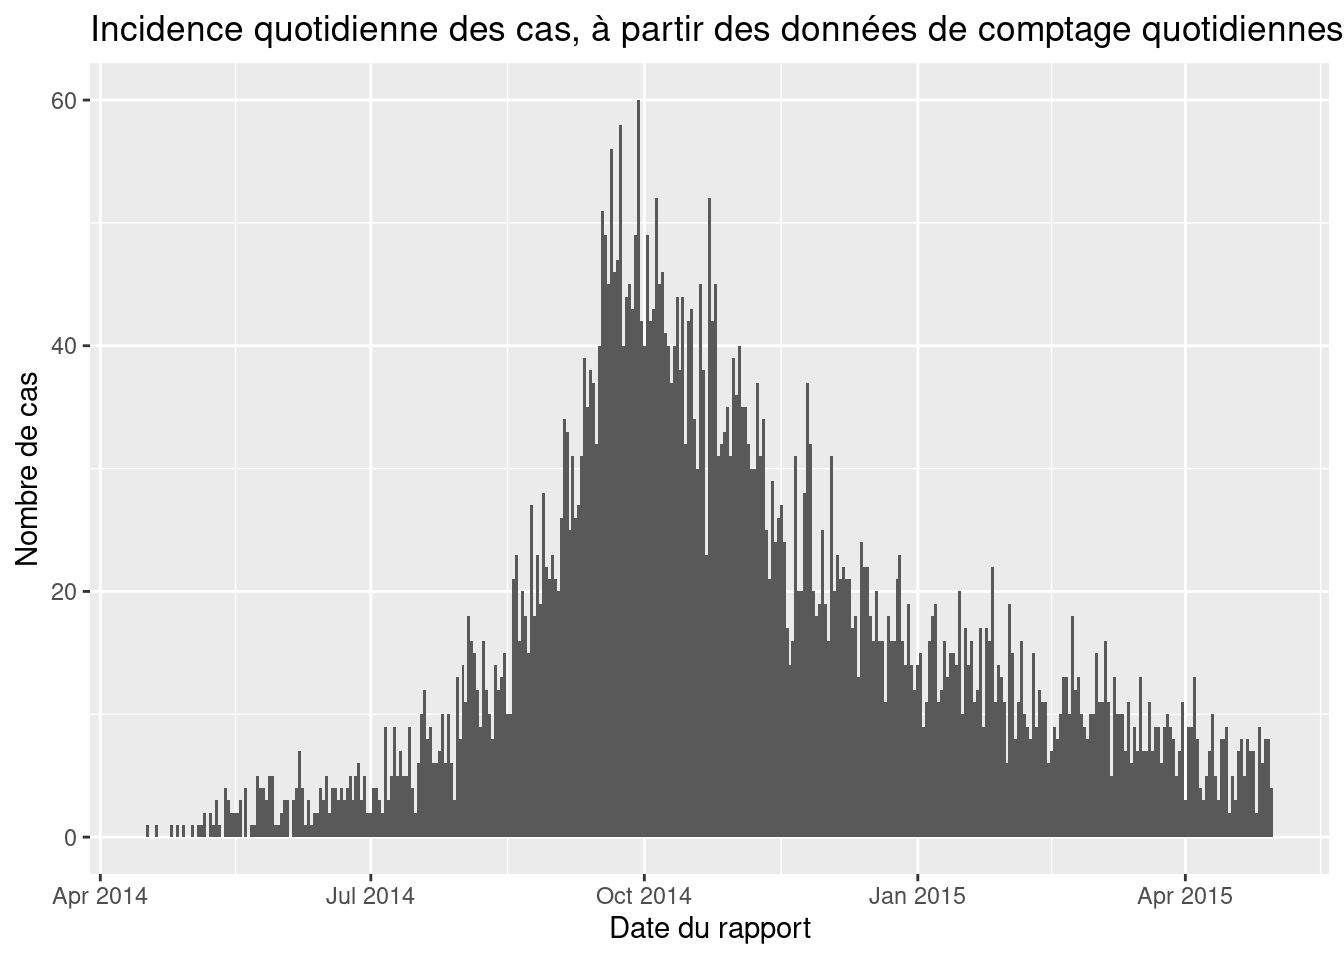 Incidence quotidienne des cas, à partir des données de comptage quotidiennes
60
40
20
0
Nombre de cas
Apr 2014 Jul 2014 Oct 2014 Jan 2015 Apr 2015
Date du rapport